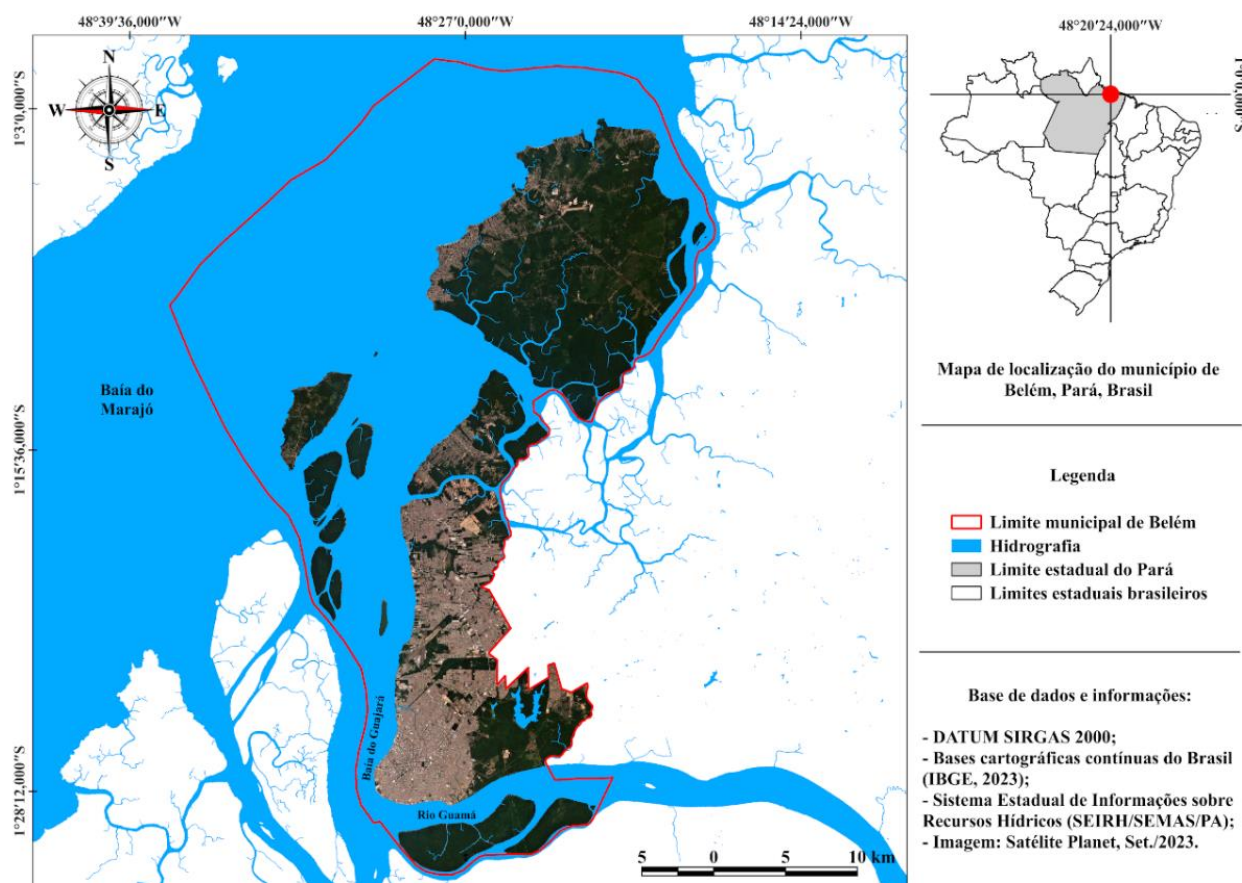 48°39'36,000"W
48°27'0,000"W
48°14'24,000"W
48°20'24,000"W
N
W
E
S
1°3'0,000"S
1°15'36,000"S
1°28'12,000"S
Baía do
Marajó
Baía do Guajará
Rio Guamá
5 0 5 10 km
Mapa de localização do município de
Belém, Pará, Brasil
Legenda
Limite municipal de Belém
Hidrografia
Limite estadual do Pará
Limites estaduais brasileiros
Base de dados e informações:
- DATUM SIRGAS 2000;
- Bases cartográficas contínuas do Brasil
(IBGE, 2023);
- Sistema Estadual de Informações sobre
Recursos Hídricos (SEIRH/SEMAS/PA);
- Imagem: Satélite Planet, Set./2023.